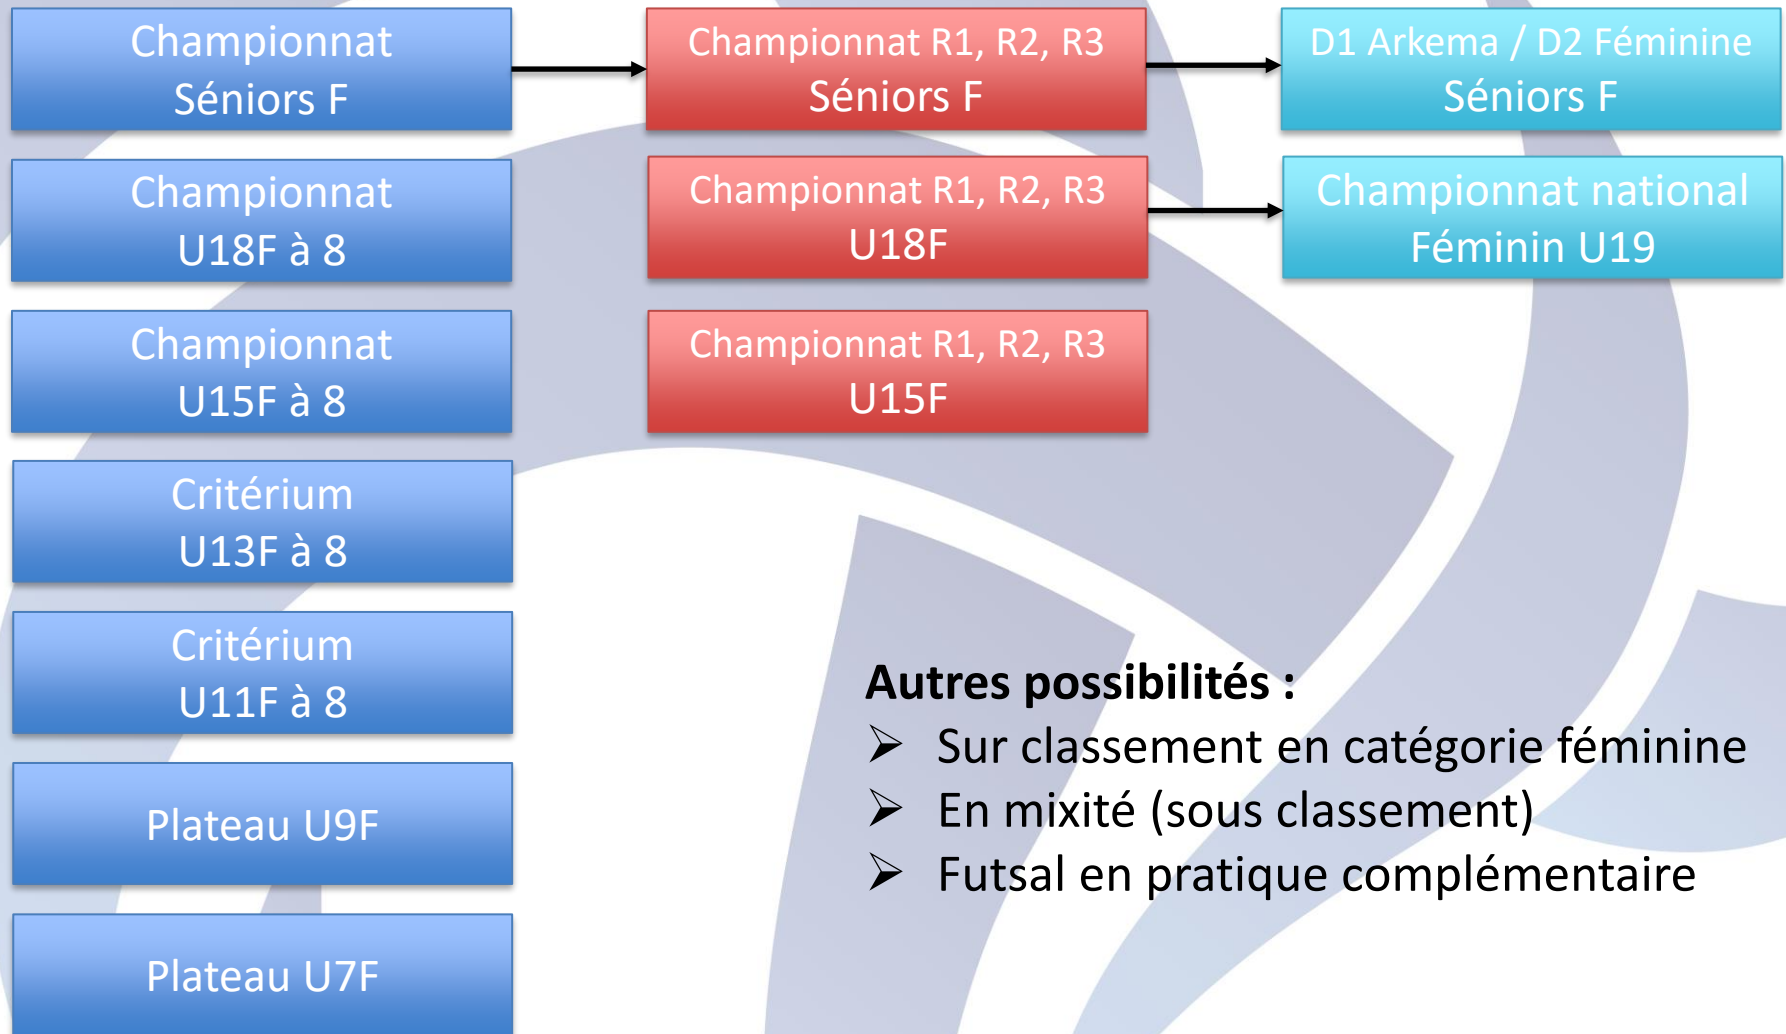 Championnat
Séniors F
Championnat R1, R2, R3
Séniors F
D1 Arkema / D2 Féminine
Séniors F
Championnat
U18F à 8
Championnat R1, R2, R3
U18F
Championnat national
Féminin U19
Championnat
U15F à 8
Championnat R1, R2, R3
U15F
Critérium
U13F à 8
Critérium
U11F à 8
Plateau U9F
Plateau U7F
Autres possibilités :
➢ Sur classement en catégorie féminine
➢ En mixité (sous classement)
➢ Futsal en pratique complémentaire